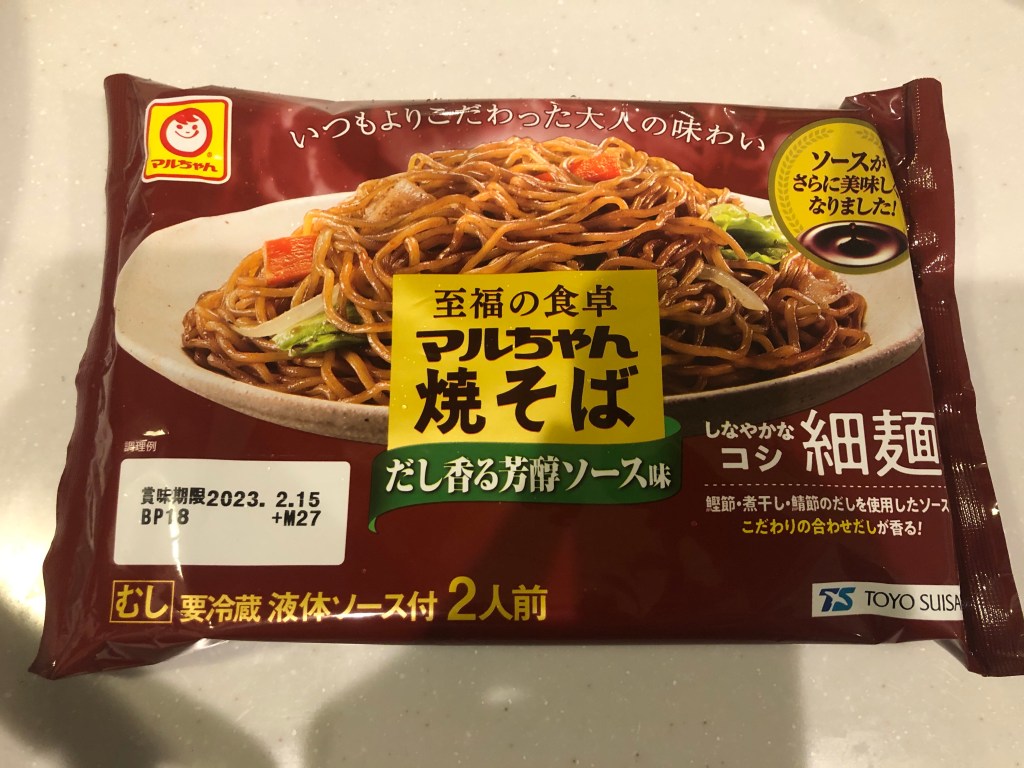 いつもよりこだわった大人の味わい
マルちゃん
ソースが
さらに美味し
なりました!
至福の食卓
マルちゃん
焼そば
だし香る芳醇ソース味
しなやかな
コシ
細麺
調理例
賞味期限2023. 2.15
BP18 +M27
鰹節・煮干し・鯖節のだしを使用したソース
こだわりの合わせだしが香る!
むし 要冷蔵 液体ソース付 2人前
TS TOYO SUISA